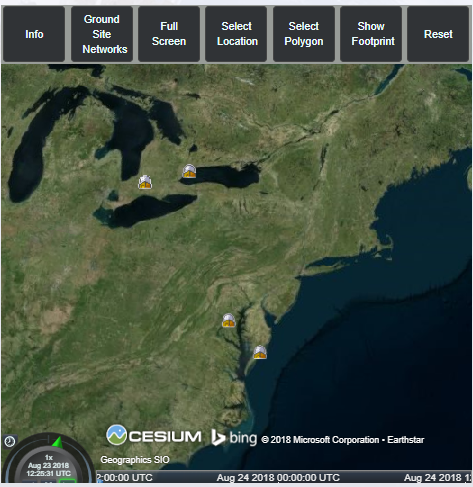 Info
Ground
Site
Networks
Full
Screen
Select
Location
Select
Polygon
Show
Footprint
Reset
CESIUM bing © 2018 Microsoft Corporation • Earthstar
Geographics SIO
1x
Aug 23 2018
12:25:31 UTC
2:00:00 UTC Aug 24 2018 00:00:00 UTC Aug 24 2018 12